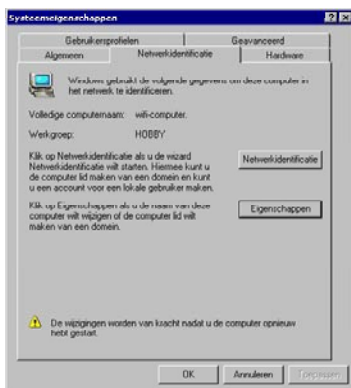 Systeemeigenschappen
Gebruikersprofielen Geavanceerd
Algemeen Netwerkidentificatie Hardware
Windows gebruikt de volgende gegevens om deze computer in
het netwerk te identificeren.
Volledige computernaam: wifi-computer.
Werkgroep: HOBBY
Klik op Netwerkidentificatie als u de wizard
Netwerkidentificatie wilt starten. Hiermee kunt u
de computer lid maken van een domein en kunt
u een account voor een lokale gebruiker maken.
Netwerkidentificatie
Klik op Eigenschappen als u de naam van deze
computer wilt wijzigen of de computer lid wilt
maken van een domein.
Eigenschappen
De wijzigingen worden van kracht nadat u de computer opnieuw
hebt gestart.
OK Annuleren Toepassen